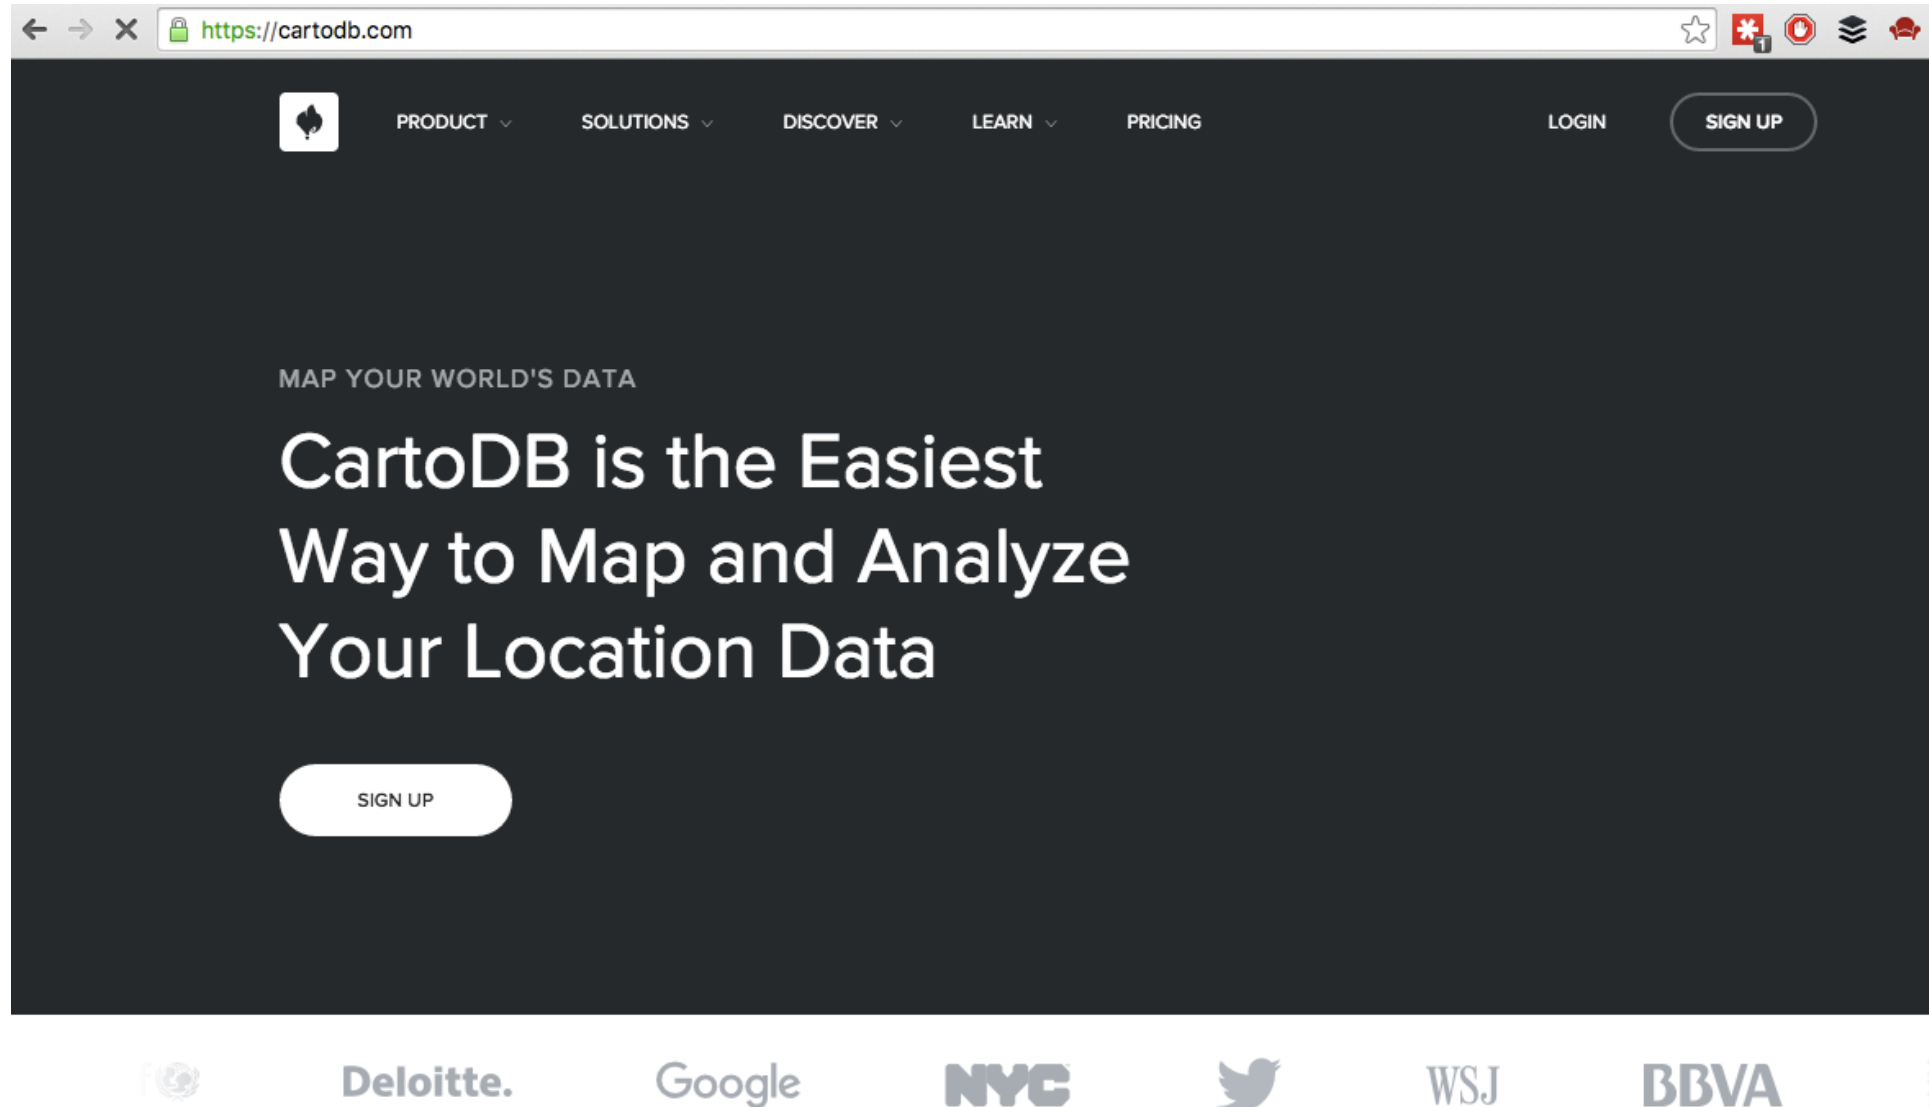 https://cartodb.com
1
PRODUCT
SOLUTIONS
DISCOVER
LEARN
PRICING
LOGIN
SIGN UP
MAP YOUR WORLD'S DATA
CartoDB is the Easiest
Way to Map and Analyze
Your Location Data
SIGN UP
Deloitte.
Google
NYC
WSJ
BBVA